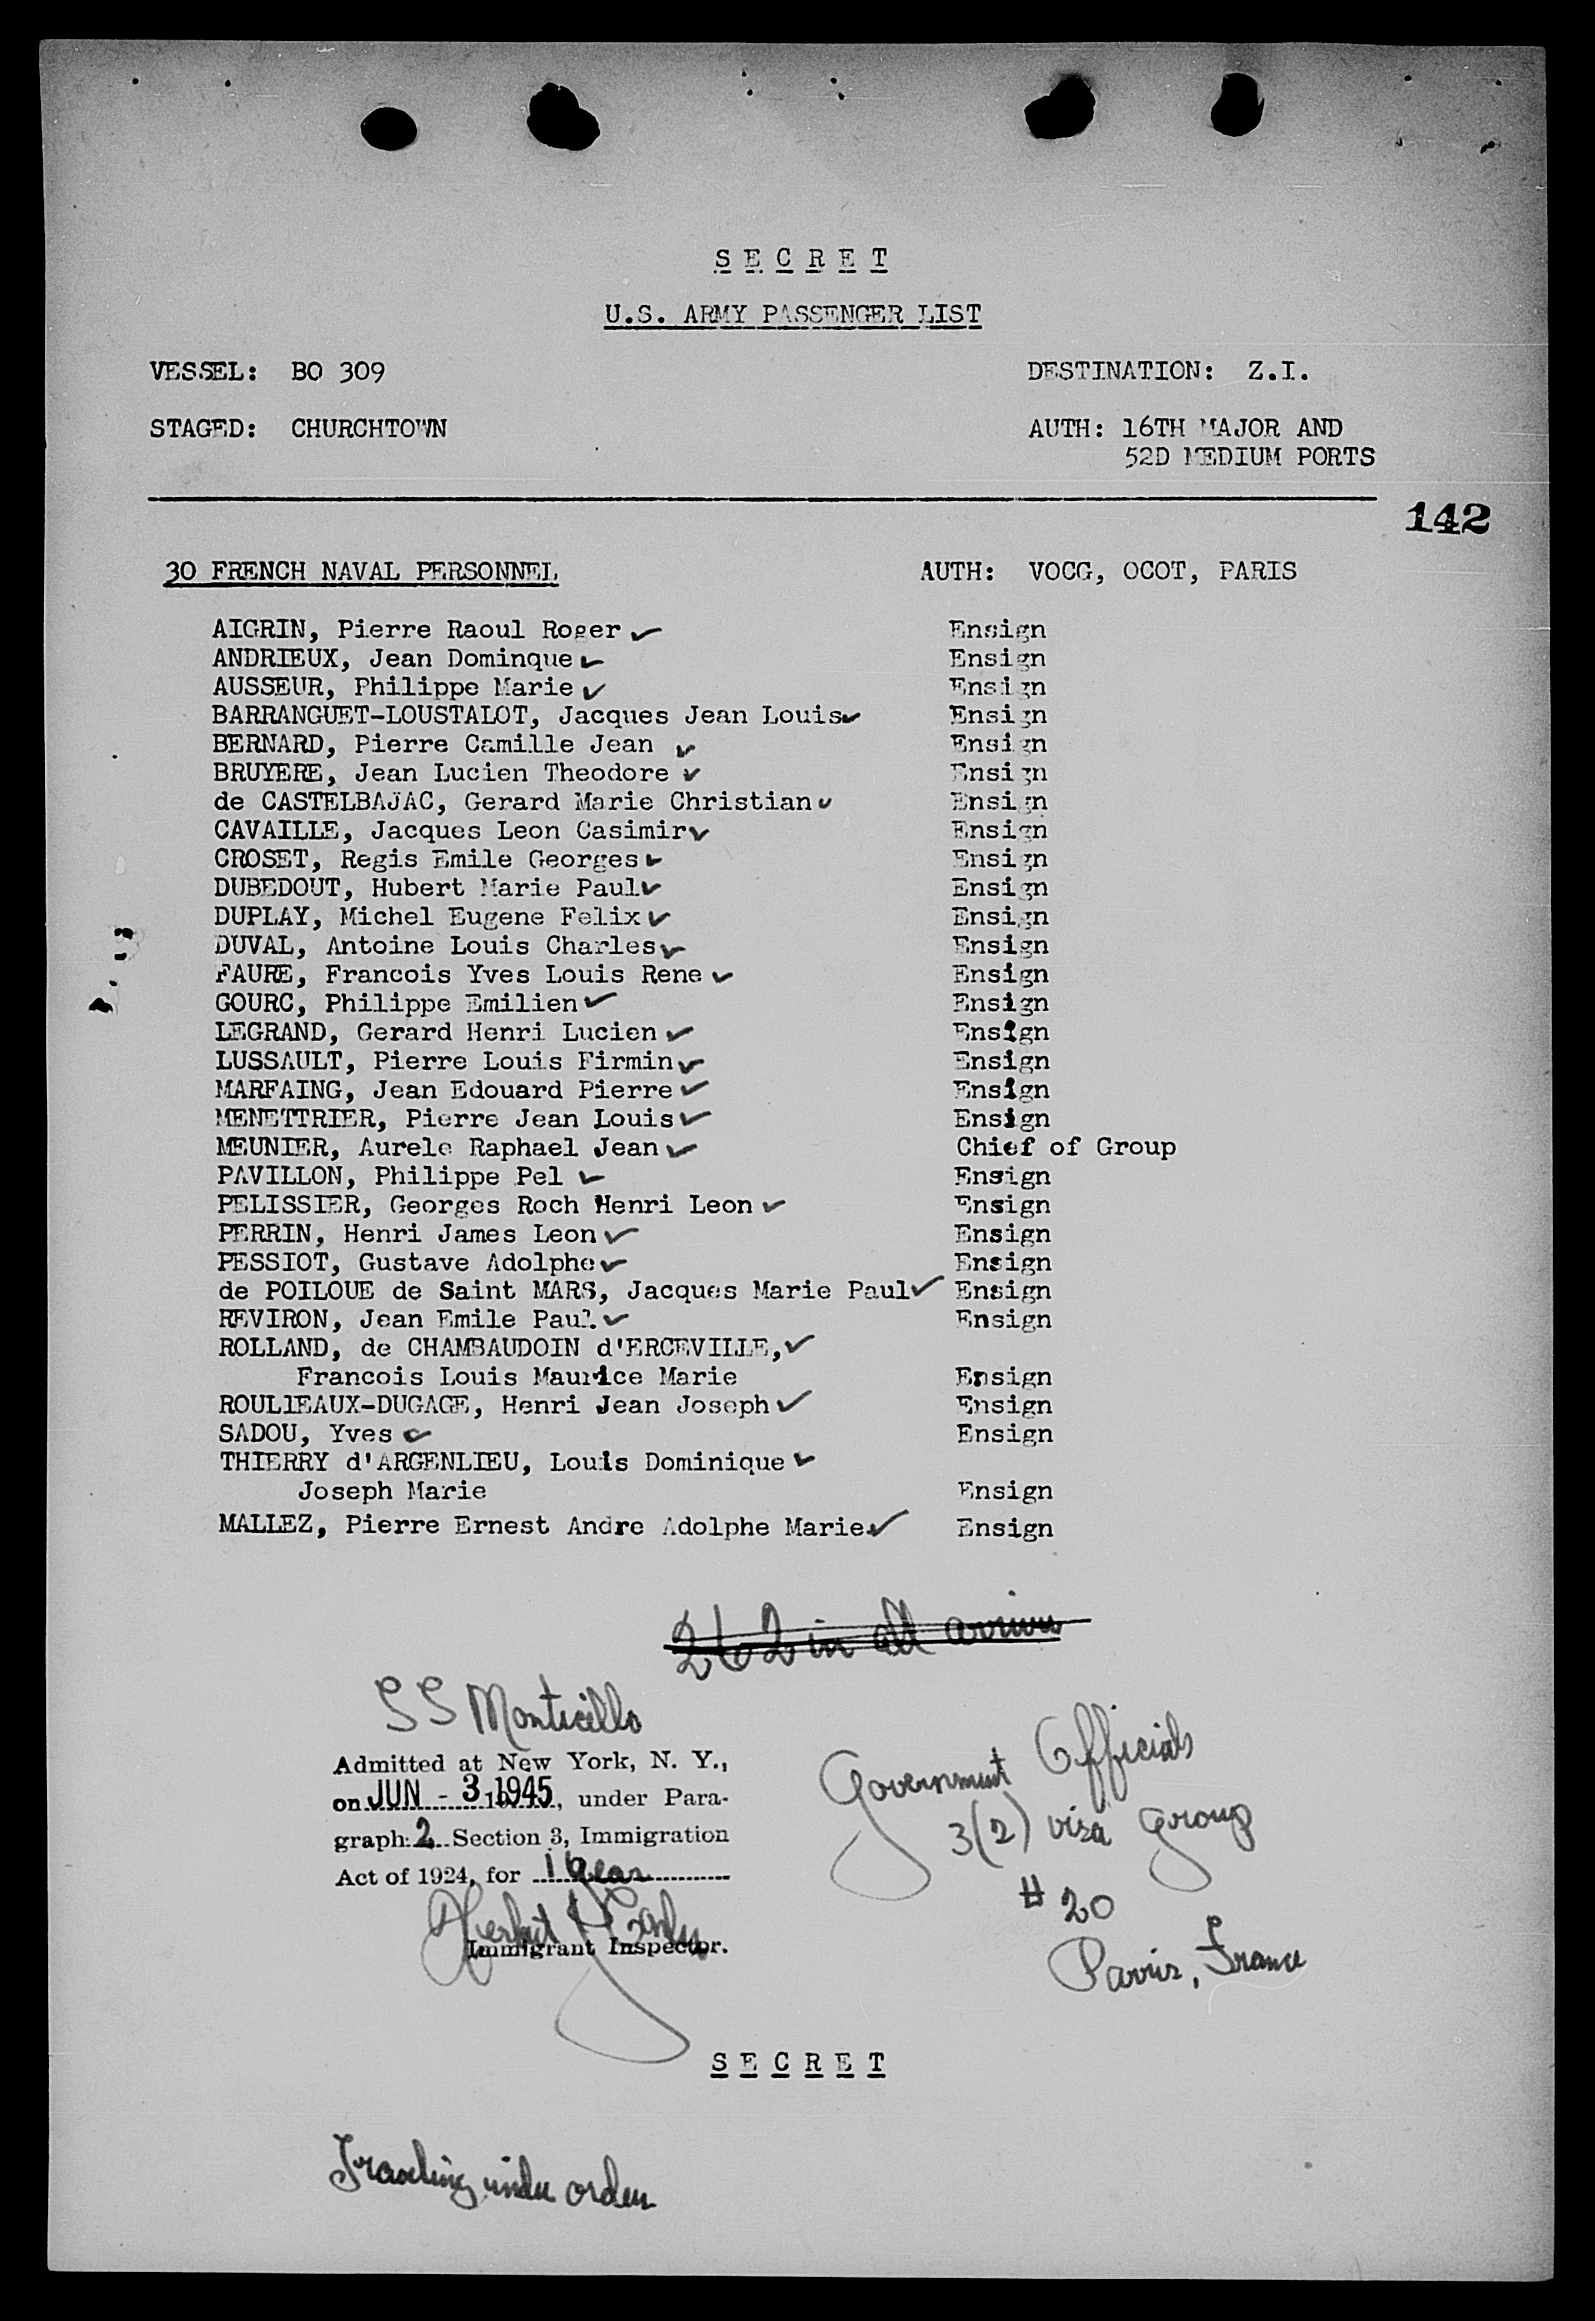 S E C R E T
U.S. ARMY PASSENGER LIST
VESSEL: BO 309 DESTINATION: Z.I.
STAGED: CHURCHTOWN AUTH: 16TH MAJOR AND
52D MEDIUM PORTS
142
30 FRENCH NAVAL PERSONNEL AUTH: VOCG, OCOT, PARIS
AIGRIN, Pierre Raoul Roger ✓ Ensign
ANDRIEUX, Jean Dominque ✓ Ensign
AUSSEUR, Philippe Marie ✓ Ensign
BARRANGUET-LOUSTALOT, Jacques Jean Louis ✓ Ensign
BERNARD, Pierre Camille Jean ✓ Ensign
BRUYERE, Jean Lucien Theodore ✓ Ensign
de CASTELBAJAC, Gerard Marie Christian ✓ Ensign
CAVAILLE, Jacques Leon Casimir ✓ Ensign
CROSET, Regis Emile Georges ✓ Ensign
DUBEDOUT, Hubert Marie Paul ✓ Ensign
DUPLAY, Michel Eugene Felix ✓ Ensign
DUVAL, Antoine Louis Charles ✓ Ensign
FAURE, Francois Yves Louis Rene ✓ Ensign
GOURC, Philippe Emilien ✓ Ensign
LEGRAND, Gerard Henri Lucien ✓ Ensign
LUSSAULT, Pierre Louis Firmin ✓ Ensign
MARFAING, Jean Edouard Pierre ✓ Ensign
MENETTRIER, Pierre Jean Louis ✓ Ensign
MEUNIER, Aurele Raphael Jean ✓ Chief of Group
PAVILLON, Philippe Pel ✓ Ensign
PELISSIER, Georges Roch Henri Leon ✓ Ensign
PERRIN, Henri James Leon ✓ Ensign
PESSIOT, Gustave Adolphe ✓ Ensign
de POILOUE de Saint MARS, Jacques Marie Paul ✓ Ensign
REVIRON, Jean Emile Paul ✓ Ensign
ROLLAND, de CHAMBAUDOIN d'ERCEVILLE, ✓
Francois Louis Maurice Marie Ensign
ROULLEAUX-DUGAGE, Henri Jean Joseph ✓ Ensign
SADOU, Yves ✓ Ensign
THIERRY d'ARGENLIEU, Louis Dominique ✓
Joseph Marie Ensign
MALLEZ, Pierre Ernest Andre Adolphe Marie ✓ Ensign
262 in all
SS Monticello
Admitted at New York, N. Y.,
on JUN - 3 1945, under Para-
graph 2 Section 3, Immigration
Act of 1924, for 1 Year
Immigrant Inspector.
Government Officials
3(2) visa group
# 20
Parris, France
S E C R E T
Traveling under orders